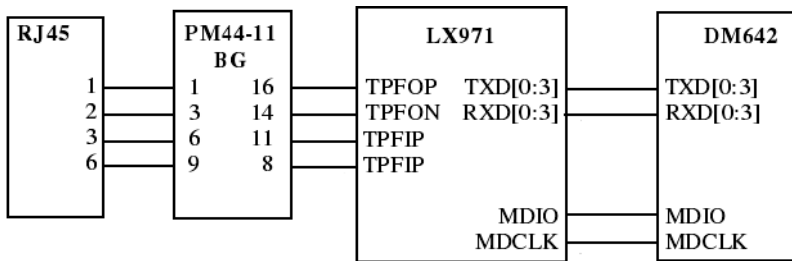 RJ45
1
2
3
6
PM44-11
BG
1 16
3 14
6 11
9 8
LX971
TPFOP TXD[0:3]
TPFON RXD[0:3]
TPFIP
TPFIP
MDIO
MDCLK
DM642
TXD[0:3]
RXD[0:3]
MDIO
MDCLK